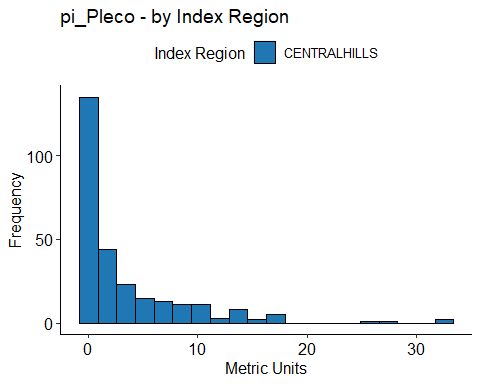 pi_Pleco - by Index Region
Index Region CENTRALHILLS
100
50
0
Frequency
0 10 20 30
Metric Units